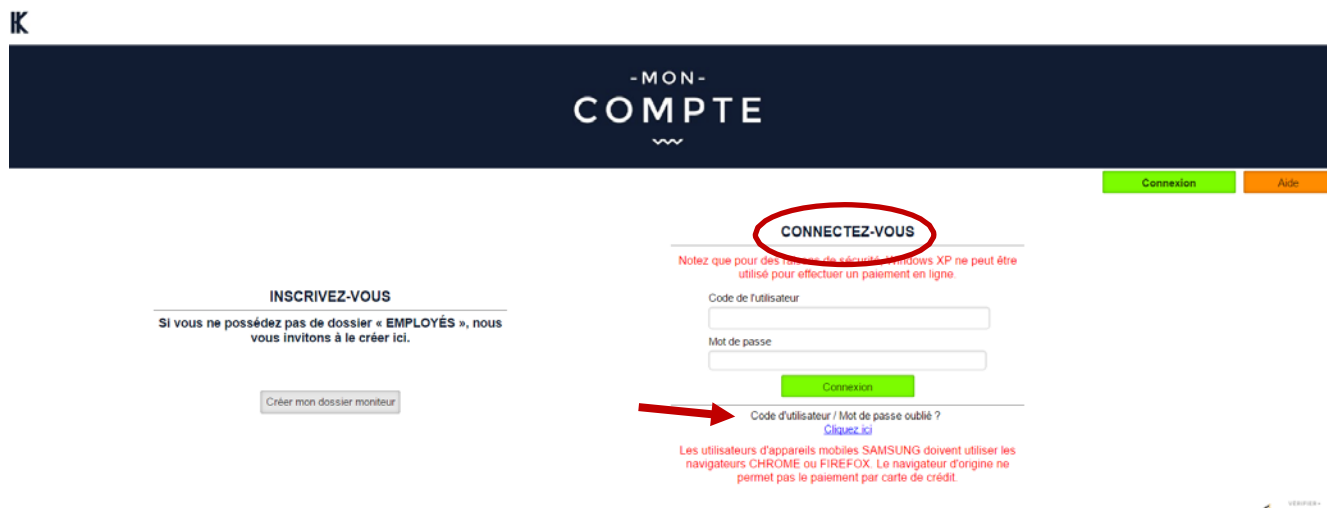 K
-MON-
COMPTE
Connexion
Aide
INSCRIVEZ-VOUS
Si vous ne possédez pas de dossier « EMPLOYÉS », nous
vous invitons à le créer ici.
Créer mon dossier moniteur
CONNECTEZ-VOUS
Notez que pour des raisons de sécurité, Windows XP ne peut être
utilisé pour effectuer un paiement en ligne.
Code de l'utilisateur
Mot de passe
Connexion
Code d'utilisateur / Mot de passe oublié ?
Cliquez ici
Les utilisateurs d'appareils mobiles SAMSUNG doivent utiliser les
navigateurs CHROME ou FIREFOX. Le navigateur d'origine ne
permet pas le paiement par carte de crédit.